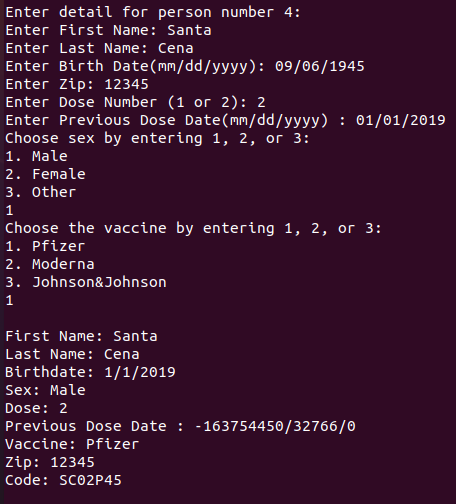 Enter detail for person number 4:
Enter First Name: Santa
Enter Last Name: Cena
Enter Birth Date(mm/dd/yyyy): 09/06/1945
Enter Zip: 12345
Enter Dose Number (1 or 2): 2
Enter Previous Dose Date(mm/dd/yyyy) : 01/01/2019
Choose sex by entering 1, 2, or 3:
1. Male
2. Female
3. Other
1
Choose the vaccine by entering 1, 2, or 3:
1. Pfizer
2. Moderna
3. Johnson&Johnson
1
First Name: Santa
Last Name: Cena
Birthdate: 1/1/2019
Sex: Male
Dose: 2
Previous Dose Date : -163754450/32766/0
Vaccine: Pfizer
Zip: 12345
Code: SC02P45